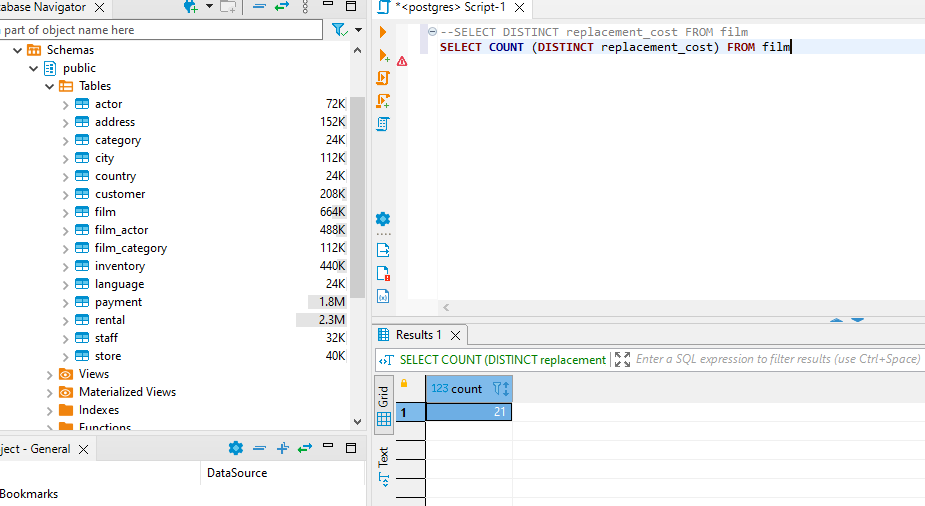 abase Navigator
part of object name here
Schemas
public
Tables
actor 72K
address 152K
category 24K
city 112K
country 24K
customer 208K
film 664K
film_actor 488K
film_category 112K
inventory 440K
language 24K
payment 1.8M
rental 2.3M
staff 32K
store 40K
Views
Materialized Views
Indexes
Functions
ject - General
DataSource
Bookmarks
*<postgres> Script-1
--SELECT DISTINCT replacement_cost FROM film
SELECT COUNT (DISTINCT replacement_cost) FROM film
Results 1
SELECT COUNT (DISTINCT replacement
Enter a SQL expression to filter results (use Ctrl+Space)
Grid
Text
123 count
1 21